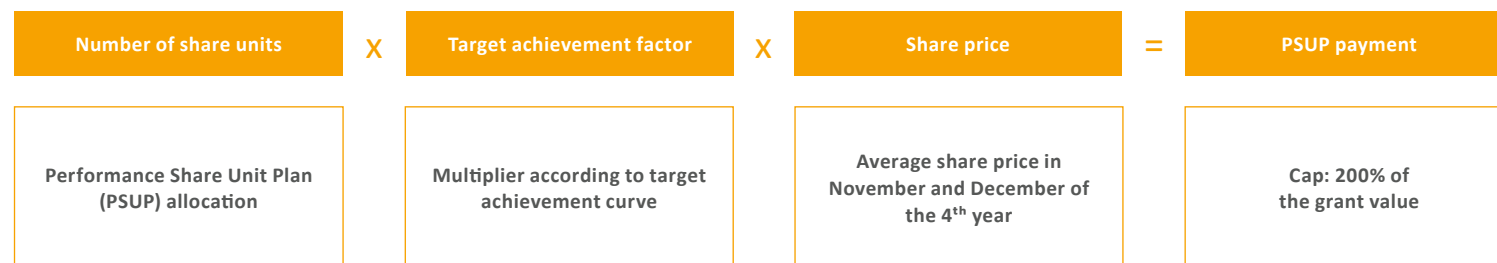 Number of share units x Target achievement factor x Share price = PSUP payment
Performance Share Unit Plan
(PSUP) allocation
Multiplier according to target
achievement curve
Average share price in
November and December of
the 4th year
Cap: 200% of
the grant value